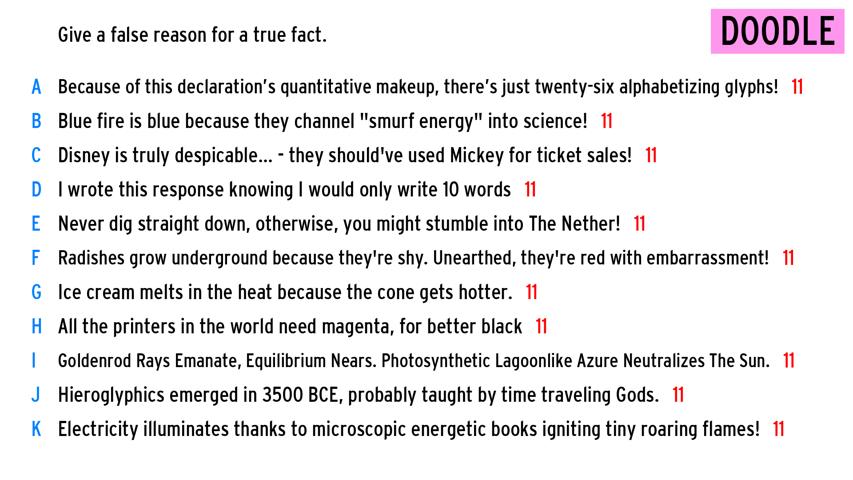 Give a false reason for a true fact.
DOODLE
A Because of this declaration's quantitative makeup, there's just twenty-six alphabetizing glyphs! 11
B Blue fire is blue because they channel "smurf energy" into science! 11
C Disney is truly despicable... - they should've used Mickey for ticket sales! 11
D I wrote this response knowing I would only write 10 words 11
E Never dig straight down, otherwise, you might stumble into The Nether! 11
F Radishes grow underground because they're shy. Unearthed, they're red with embarrassment! 11
G Ice cream melts in the heat because the cone gets hotter. 11
H All the printers in the world need magenta, for better black 11
I Goldenrod Rays Emanate, Equilibrium Nears. Photosynthetic Lagoonlike Azure Neutralizes The Sun. 11
J Hieroglyphics emerged in 3500 BCE, probably taught by time traveling Gods. 11
K Electricity illuminates thanks to microscopic energetic books igniting tiny roaring flames! 11